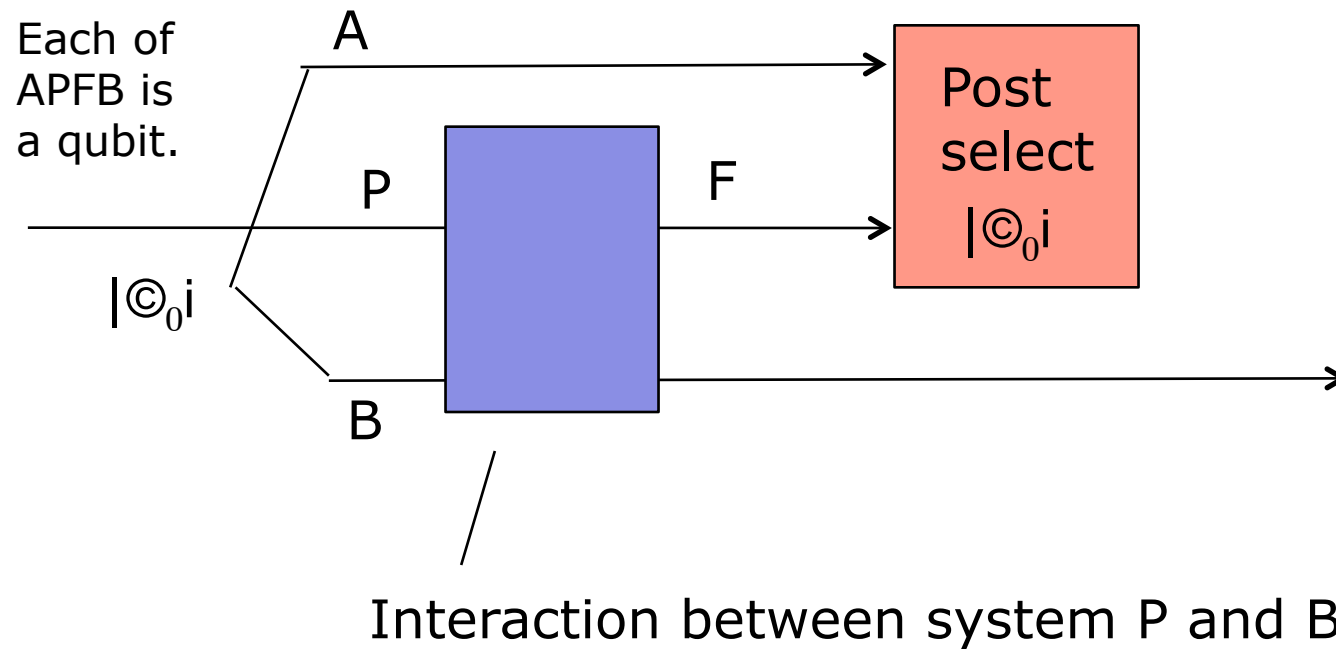 Each of
APFB is
a qubit.
A
P
F
B
|©₀i
Post
select
|©₀i
Interaction between system P and B